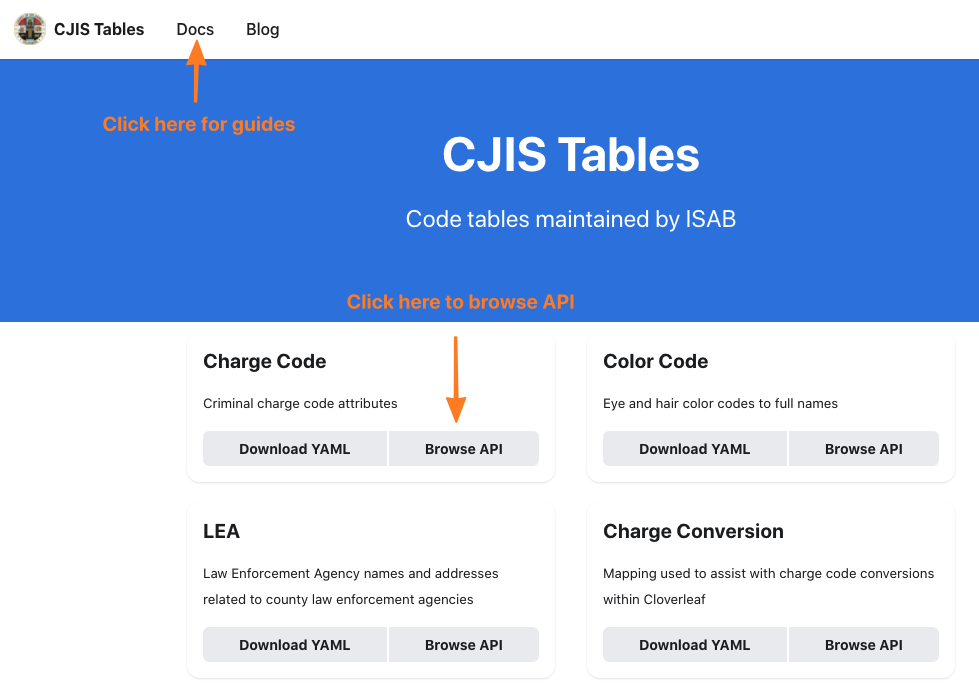 CJIS Tables Docs Blog
Click here for guides
CJIS Tables
Code tables maintained by ISAB
Click here to browse API
Charge Code
Criminal charge code attributes
Download YAML Browse API
Color Code
Eye and hair color codes to full names
Download YAML Browse API
LEA
Law Enforcement Agency names and addresses
related to county law enforcement agencies
Download YAML Browse API
Charge Conversion
Mapping used to assist with charge code conversions
within Cloverleaf
Download YAML Browse API